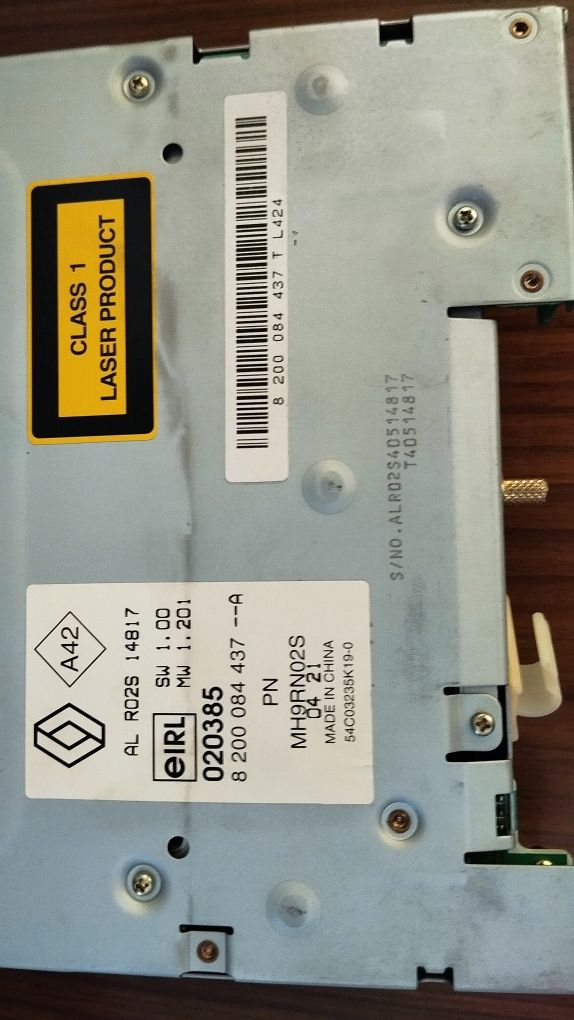 CLASS 1
LASER PRODUCT
8 200 084 437 T L424
S/NO.ALR02S40514817
T40514817
A42
AL R02S 14817
SW 1.00
MW 1.201
eIRL
020385
8 200 084 437 --A
PN
MH9RN02S
04 21
MADE IN CHINA
54C03235K19-0